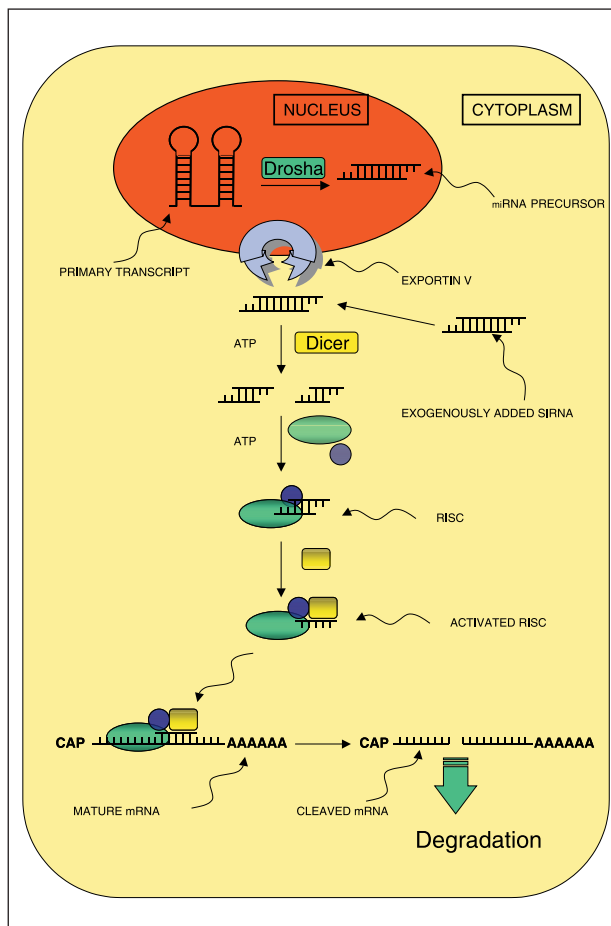 NUCLEUS
CYTOPLASM
Drosha
miRNA PRECURSOR
PRIMARY TRANSCRIPT
EXPORTIN V
ATP
Dicer
EXOGENOUSLY ADDED SIRNA
ATP
RISC
ACTIVATED RISC
CAP AAAAAA CAP AAAAAA
MATURE mRNA
CLEAVED mRNA
Degradation